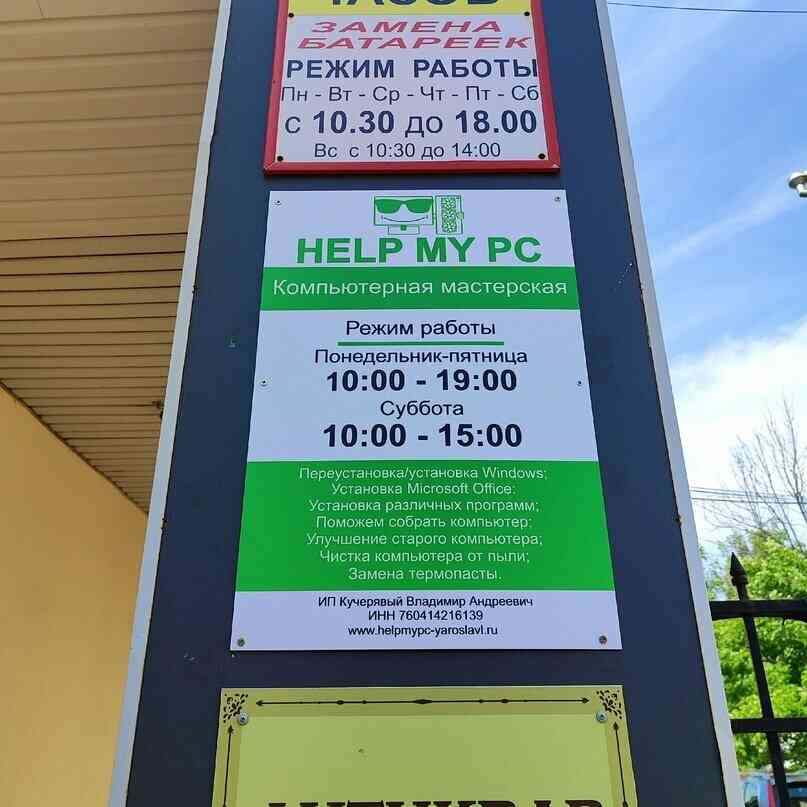 ЧАСОВ
ЗАМЕНА
БАТАРЕЕК
РЕЖИМ РАБОТЫ
Пн - Вт - Ср - Чт - Пт - Сб
с 10.30 до 18.00
Вс с 10:30 до 14:00
HELP MY PC
Компьютерная мастерская
Режим работы
Понедельник-пятница
10:00 - 19:00
Суббота
10:00 - 15:00
Переустановка/установка Windows;
Установка Microsoft Office:
Установка различных программ;
Поможем собрать компьютер;
Улучшение старого компьютера;
Чистка компьютера от пыли;
Замена термопасты.
ИП Кучерявый Владимир Андреевич
ИНН 760414216139
www.helpmypc-yaroslavl.ru
АНТИКВАР